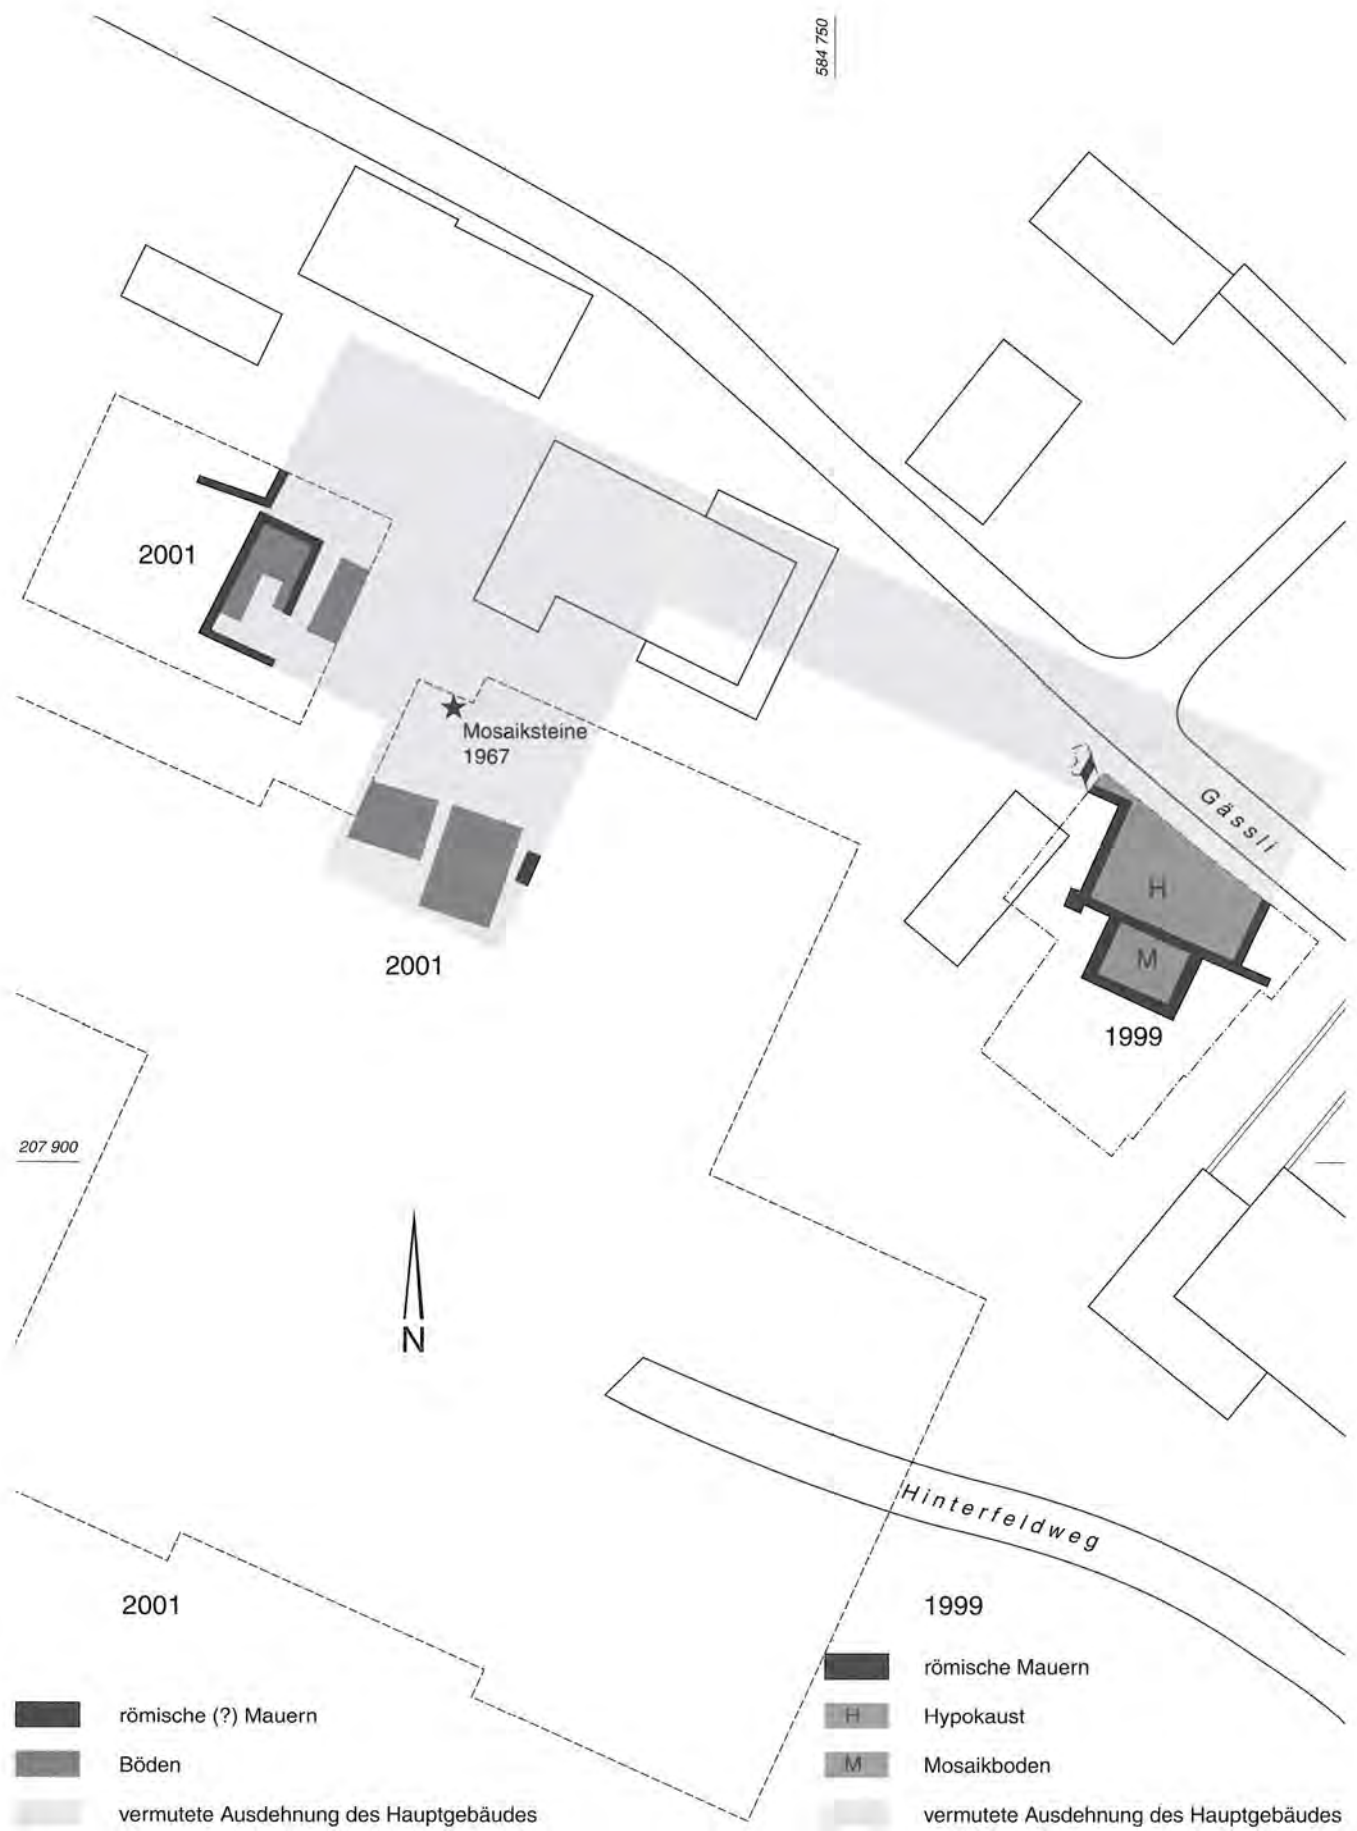 584 750
2001
Mosaiksteine
1967
Gässli
H
M
2001
1999
207 900
N
Hinterfeldweg
2001
römische (?) Mauern
Böden
vermutete Ausdehnung des Hauptgebäudes
1999
römische Mauern
H Hypokaust
M Mosaikboden
vermutete Ausdehnung des Hauptgebäudes